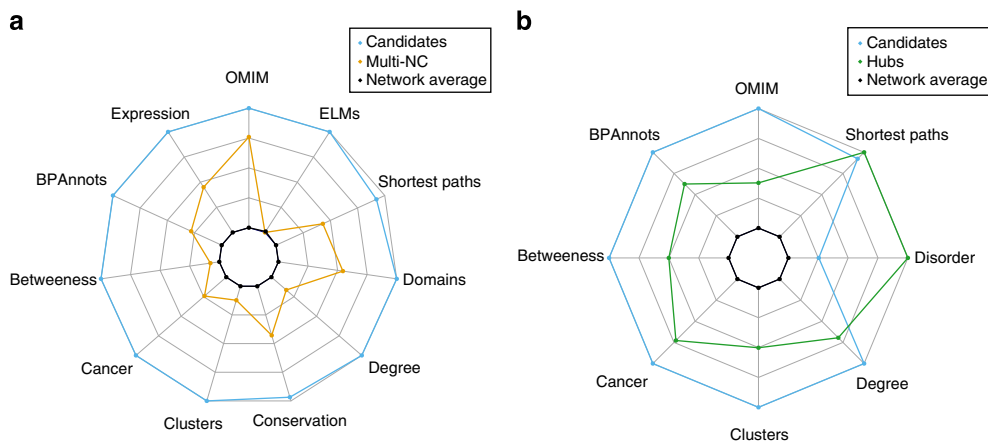 a
Candidates
Multi-NC
Network average
OMIM
ELMs
Shortest paths
Domains
Degree
Conservation
Clusters
Cancer
Betweeness
BPAnnots
Expression
b
Candidates
Hubs
Network average
OMIM
Shortest paths
Disorder
Degree
Clusters
Cancer
Betweeness
BPAnnots